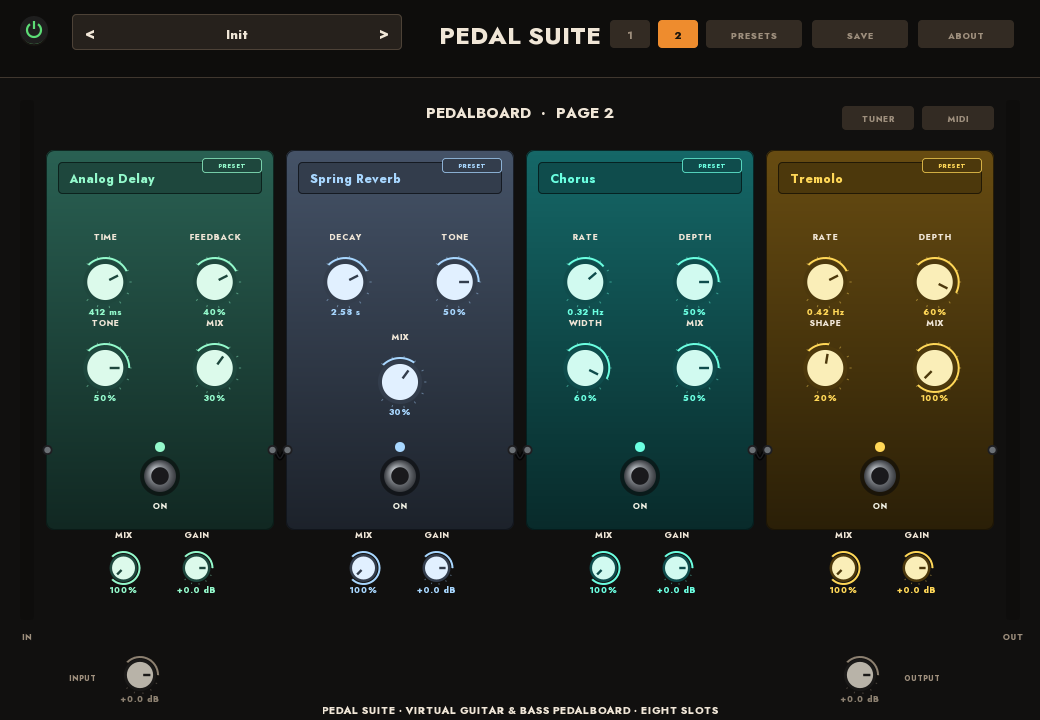 < Init >
PEDAL SUITE
1 2 PRESETS SAVE ABOUT
PEDALBOARD · PAGE 2
TUNER MIDI
Analog Delay PRESET
TIME FEEDBACK
412 ms 40%
TONE MIX
50% 30%
ON
MIX GAIN
100% +0.0 dB
Spring Reverb PRESET
DECAY TONE
2.58 s 50%
MIX
30%
ON
MIX GAIN
100% +0.0 dB
Chorus PRESET
RATE DEPTH
0.32 Hz 50%
WIDTH MIX
60% 50%
ON
MIX GAIN
100% +0.0 dB
Tremolo PRESET
RATE DEPTH
0.42 Hz 60%
SHAPE MIX
20% 100%
ON
MIX GAIN
100% +0.0 dB
IN OUT
INPUT OUTPUT
+0.0 dB +0.0 dB
PEDAL SUITE · VIRTUAL GUITAR & BASS PEDALBOARD · EIGHT SLOTS